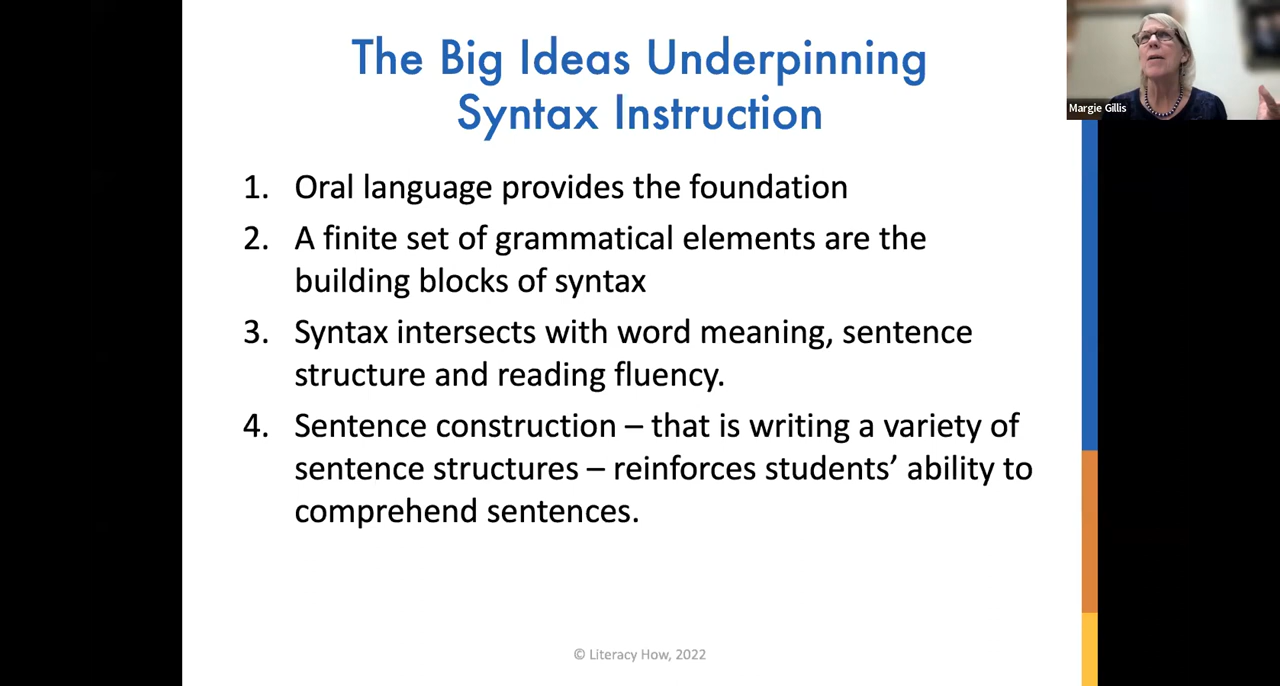 The Big Ideas Underpinning
Syntax Instruction
Margie Gillis
1. Oral language provides the foundation
2. A finite set of grammatical elements are the
building blocks of syntax
3. Syntax intersects with word meaning, sentence
structure and reading fluency.
4. Sentence construction – that is writing a variety of
sentence structures – reinforces students’ ability to
comprehend sentences.
© Literacy How, 2022